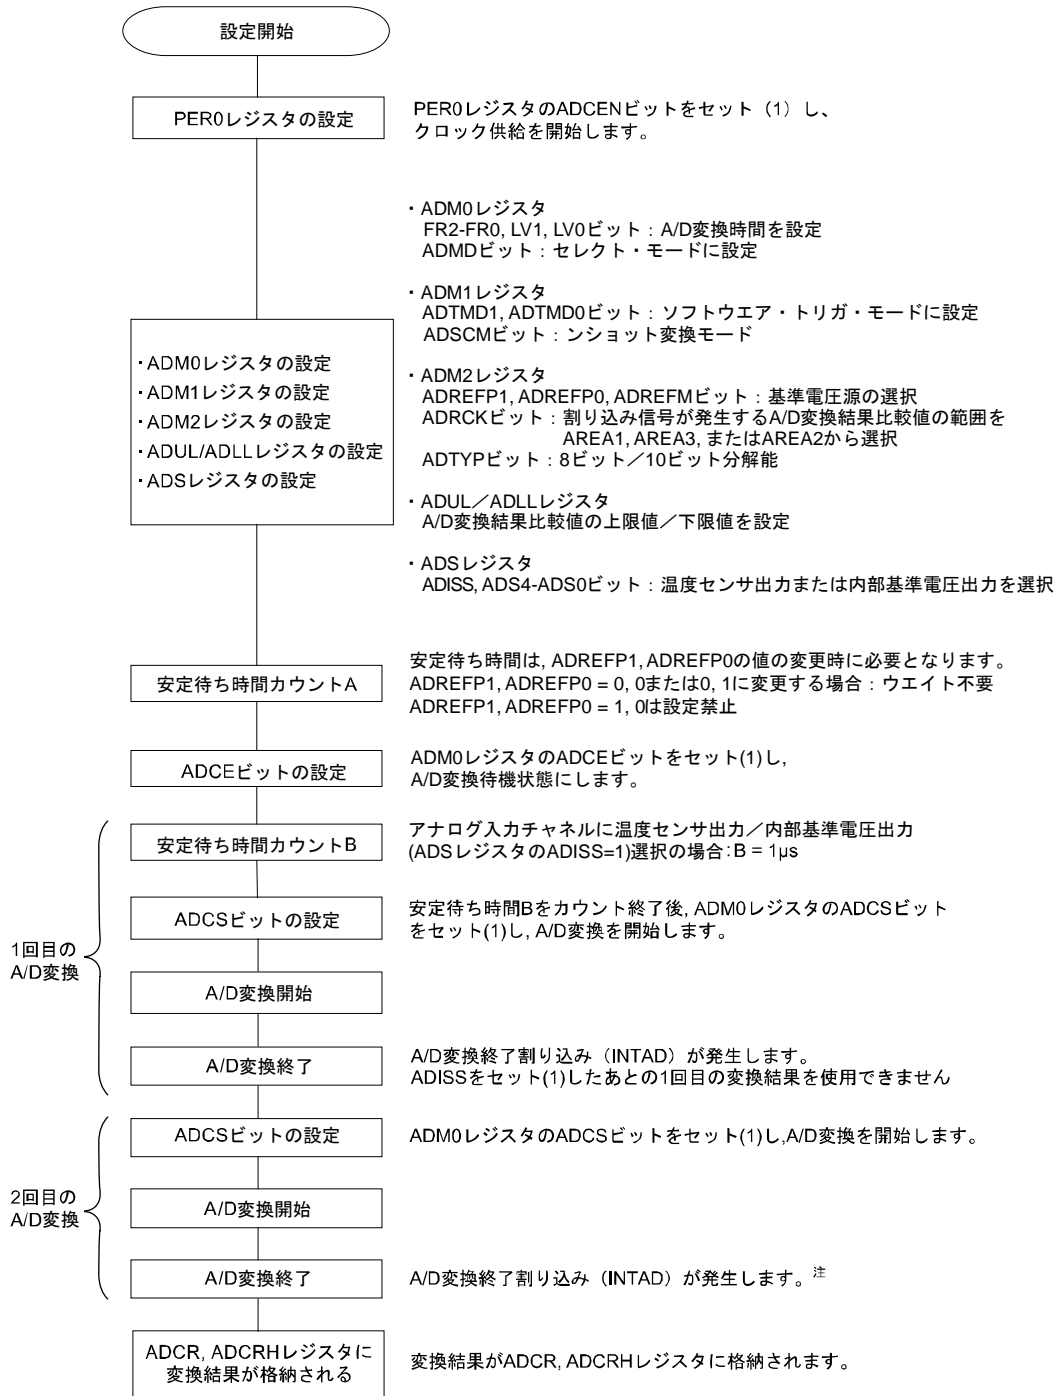 設定開始
PER0レジスタの設定
PER0レジスタのADCENビットをセット（1）し、
クロック供給を開始します。
・ADM0レジスタの設定
・ADM1レジスタの設定
・ADM2レジスタの設定
・ADUL/ADLLレジスタの設定
・ADSレジスタの設定
・ADM0レジスタ
FR2-FR0, LV1, LV0ビット：A/D変換時間を設定
ADMDビット：セレクト・モードに設定
・ADM1レジスタ
ADTMD1, ADTMD0ビット：ソフトウエア・トリガ・モードに設定
ADSCMビット：ンショット変換モード
・ADM2レジスタ
ADREFP1, ADREFP0, ADREFMビット：基準電圧源の選択
ADRCKビット：割り込み信号が発生するA/D変換結果比較値の範囲を
AREA1, AREA3, またはAREA2から選択
ADTYPビット：8ビット／10ビット分解能
・ADUL／ADLLレジスタ
A/D変換結果比較値の上限値／下限値を設定
・ADSレジスタ
ADISS, ADS4-ADS0ビット：温度センサ出力または内部基準電圧出力を選択
安定待ち時間カウントA
安定待ち時間は, ADREFP1, ADREFP0の値の変更時に必要となります。
ADREFP1, ADREFP0 = 0, 0または0, 1に変更する場合：ウエイト不要
ADREFP1, ADREFP0 = 1, 0は設定禁止
ADCEビットの設定
ADM0レジスタのADCEビットをセット(1)し,
A/D変換待機状態にします。
1回目の
A/D変換
安定待ち時間カウントB
アナログ入力チャネルに温度センサ出力／内部基準電圧出力
(ADSレジスタのADISS=1)選択の場合：B = 1μs
ADCSビットの設定
安定待ち時間Bをカウント終了後, ADM0レジスタのADCSビット
をセット(1)し, A/D変換を開始します。
A/D変換開始
A/D変換終了
A/D変換終了割り込み（INTAD）が発生します。
ADISSをセット(1)したあとの1回目の変換結果を使用できません
2回目の
A/D変換
ADCSビットの設定
ADM0レジスタのADCSビットをセット(1)し,A/D変換を開始します。
A/D変換開始
A/D変換終了
A/D変換終了割り込み（INTAD）が発生します。注
ADCR, ADCRHレジスタに
変換結果が格納される
変換結果がADCR, ADCRHレジスタに格納されます。